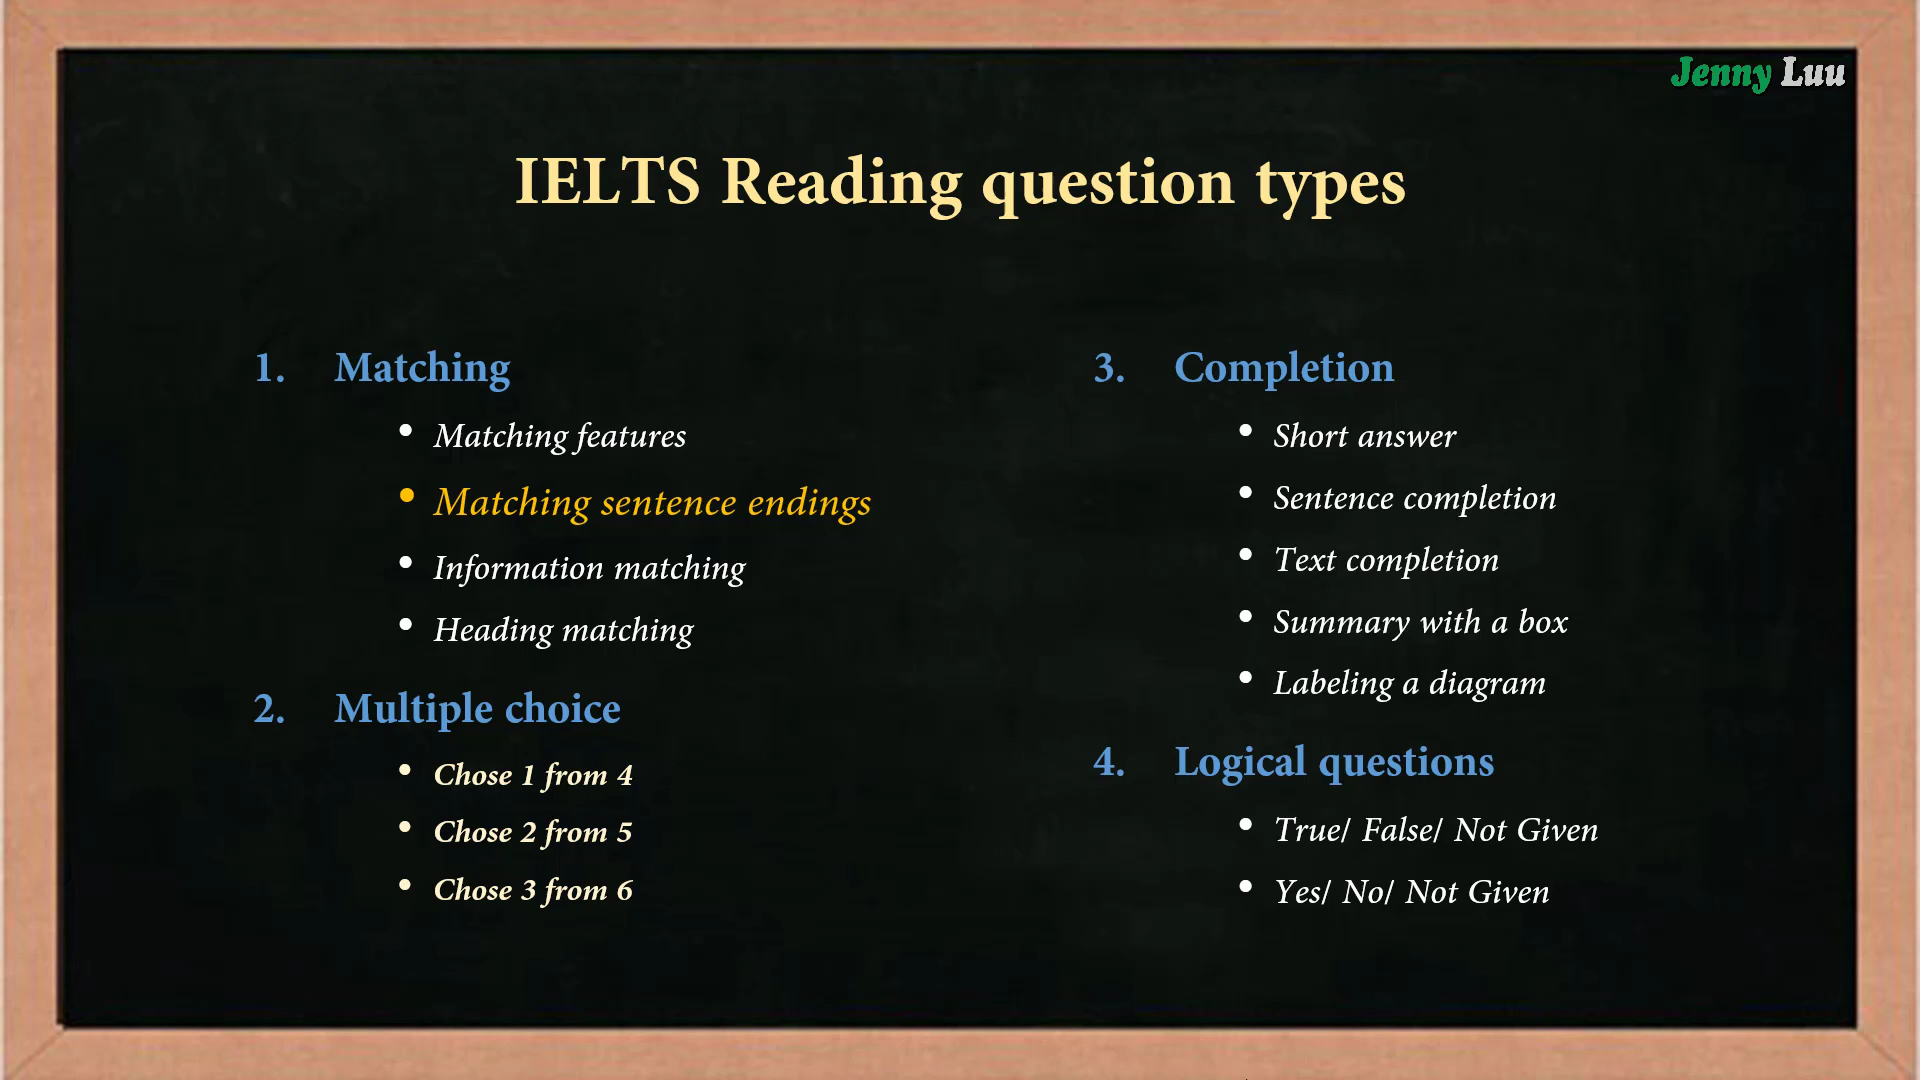 Jenny Luu
IELTS Reading question types
1. Matching
• Matching features
• Matching sentence endings
• Information matching
• Heading matching
2. Multiple choice
• Chose 1 from 4
• Chose 2 from 5
• Chose 3 from 6
3. Completion
• Short answer
• Sentence completion
• Text completion
• Summary with a box
• Labeling a diagram
4. Logical questions
• True/ False/ Not Given
• Yes/ No/ Not Given